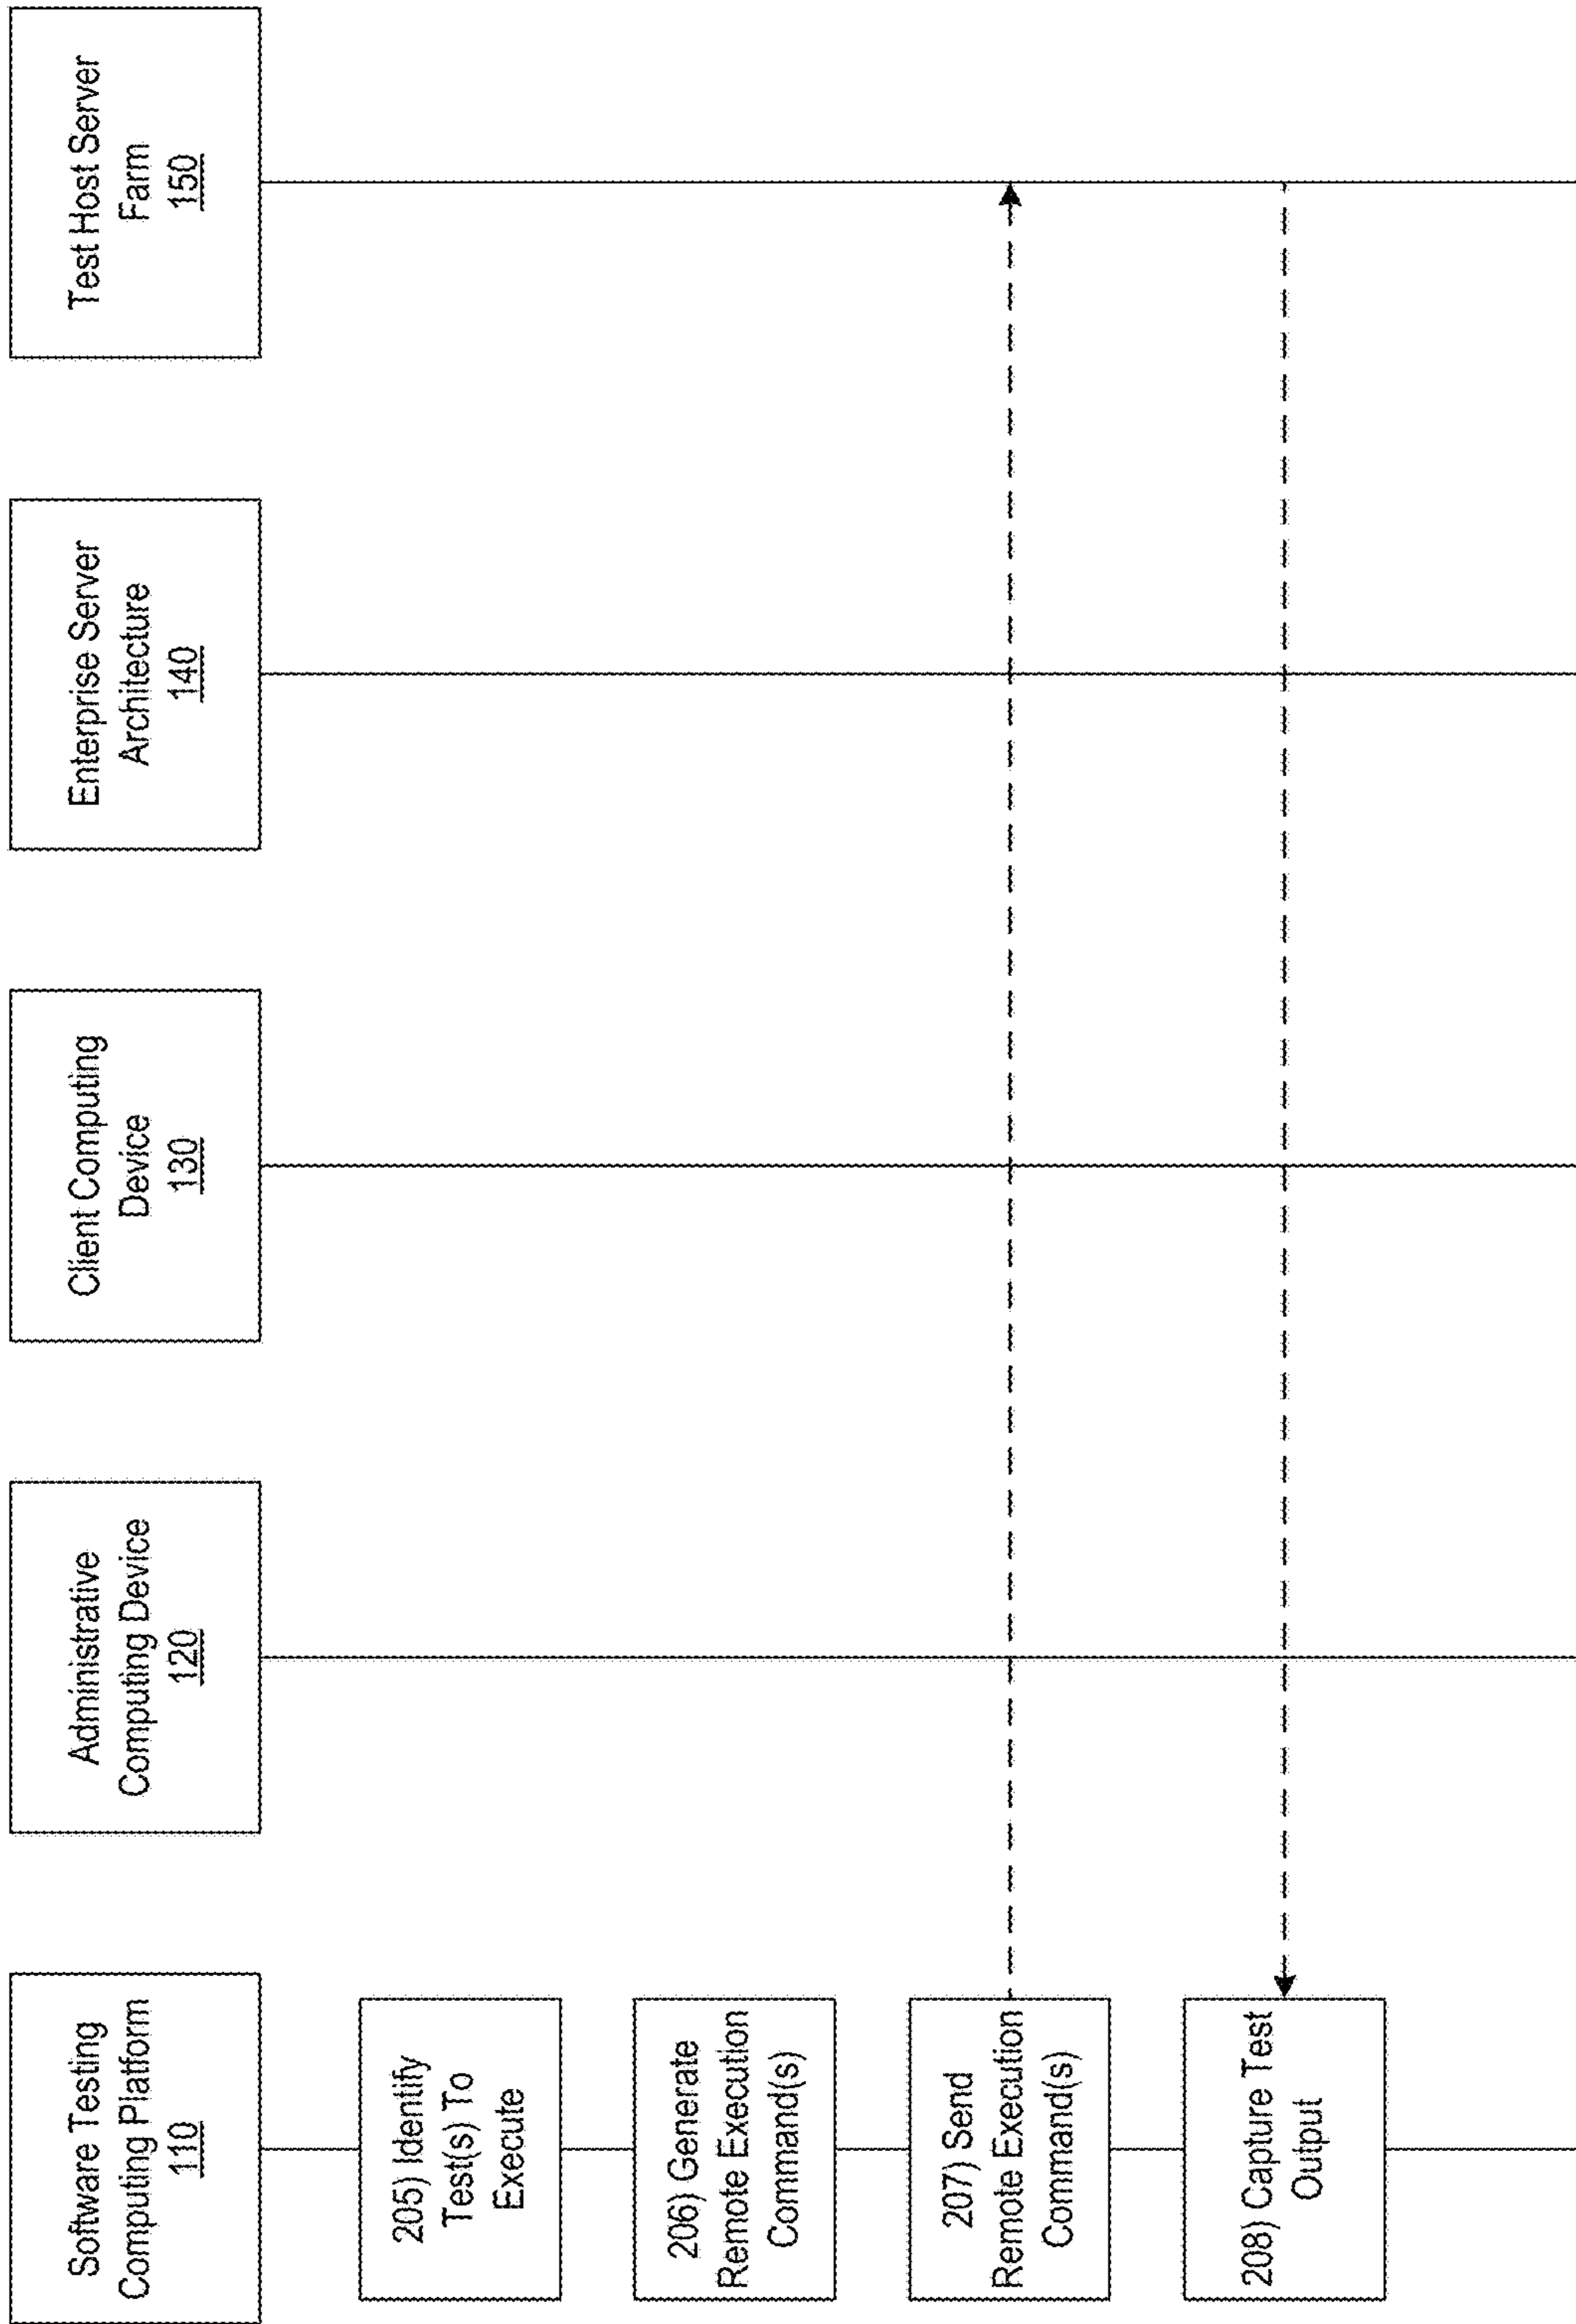 Software Testing
Computing Platform
110
Administrative
Computing Device
120
Client Computing
Device
130
Enterprise Server
Architecture
140
Test Host Server
Farm
150
205) Identify
Test(s) To
Execute
206) Generate
Remote Execution
Command(s)
207) Send
Remote Execution
Command(s)
208) Capture Test
Output